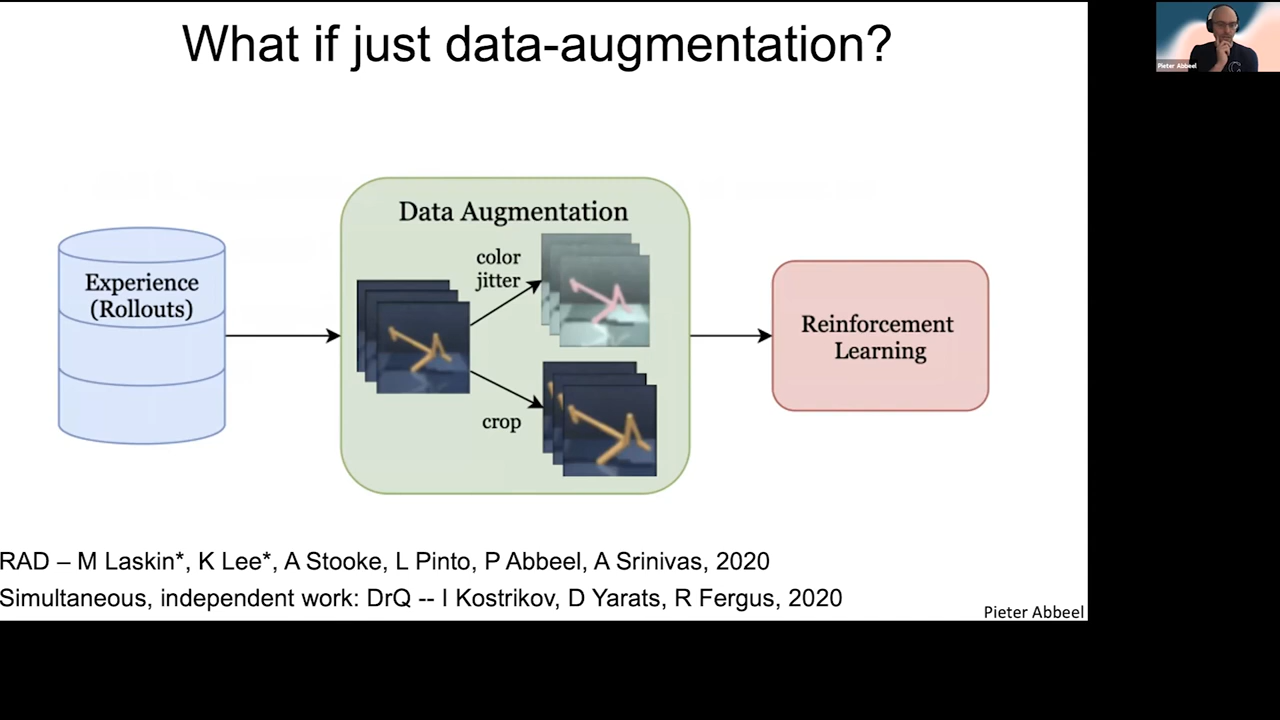 What if just data-augmentation?
Pieter Abbeel
Data Augmentation
Experience
(Rollouts)
color
jitter
crop
Reinforcement
Learning
RAD – M Laskin*, K Lee*, A Stooke, L Pinto, P Abbeel, A Srinivas, 2020
Simultaneous, independent work: DrQ -- I Kostrikov, D Yarats, R Fergus, 2020
Pieter Abbeel